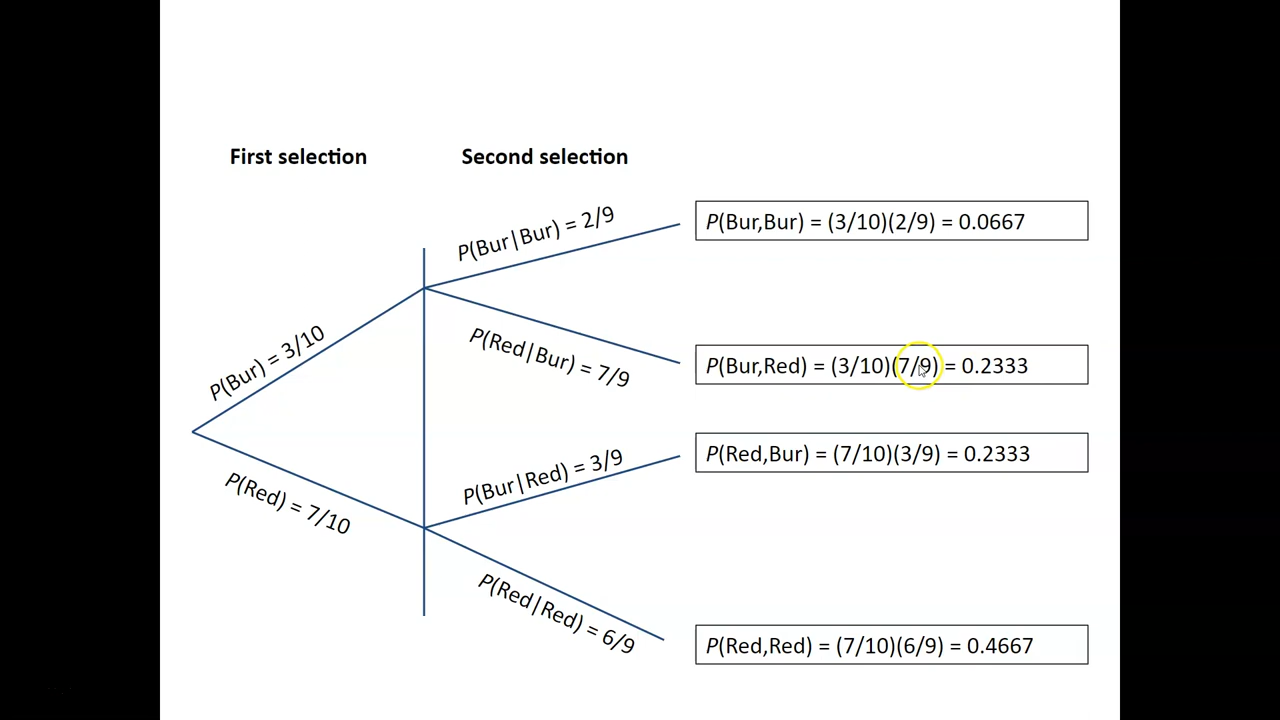 First selection
Second selection
P(Bur|Bur) = 2/9
P(Bur,Bur) = (3/10)(2/9) = 0.0667
P(Bur) = 3/10
P(Red|Bur) = 7/9
P(Bur,Red) = (3/10)(7/9) = 0.2333
P(Red) = 7/10
P(Bur|Red) = 3/9
P(Red,Bur) = (7/10)(3/9) = 0.2333
P(Red|Red) = 6/9
P(Red,Red) = (7/10)(6/9) = 0.4667